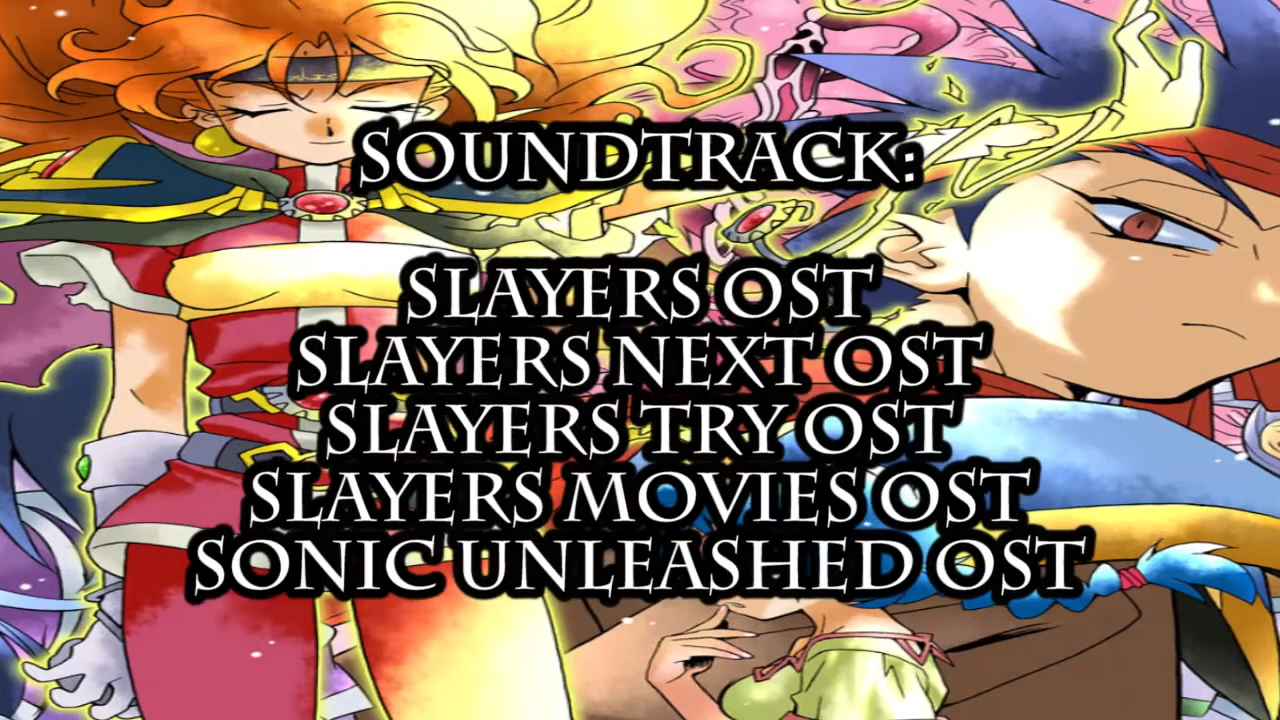 SOUNDTRACK:
SLAYERS OST
SLAYERS NEXT OST
SLAYERS TRY OST
SLAYERS MOVIES OST
SONIC UNLEASHED OST